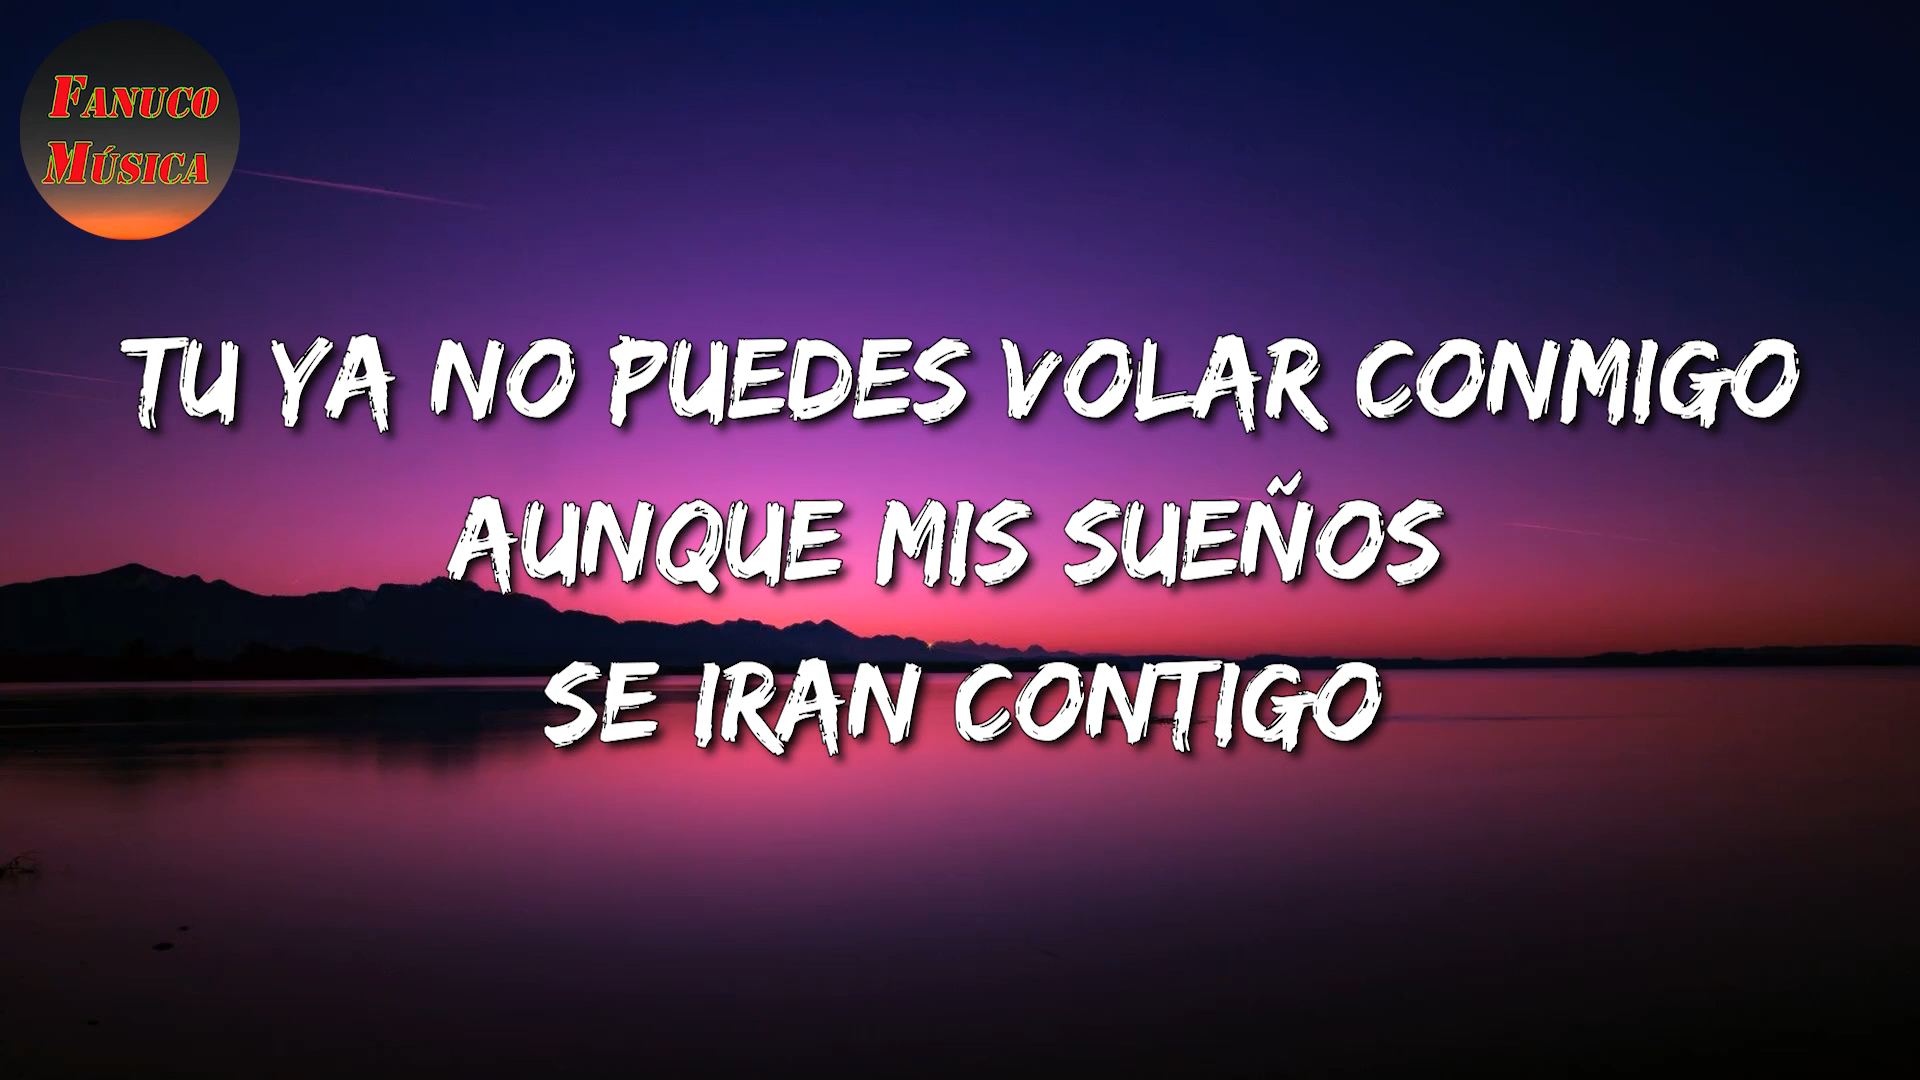 FANUCO
MÚSICA
TU YA NO PUEDES VOLAR CONMIGO
AUNQUE MIS SUEÑOS
SE IRAN CONTIGO